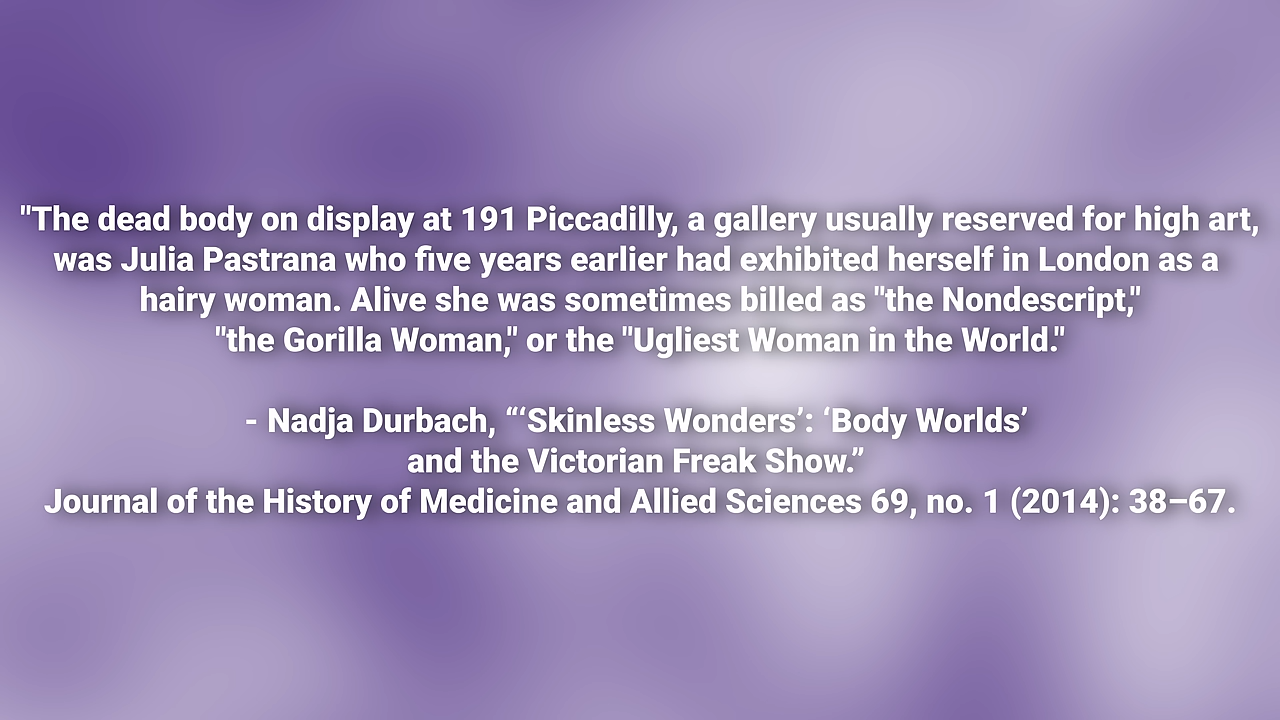 "The dead body on display at 191 Piccadilly, a gallery usually reserved for high art,
was Julia Pastrana who five years earlier had exhibited herself in London as a
hairy woman. Alive she was sometimes billed as "the Nondescript,"
"the Gorilla Woman," or the "Ugliest Woman in the World."
- Nadja Durbach, “‘Skinless Wonders’: ‘Body Worlds’
and the Victorian Freak Show.”
Journal of the History of Medicine and Allied Sciences 69, no. 1 (2014): 38–67.